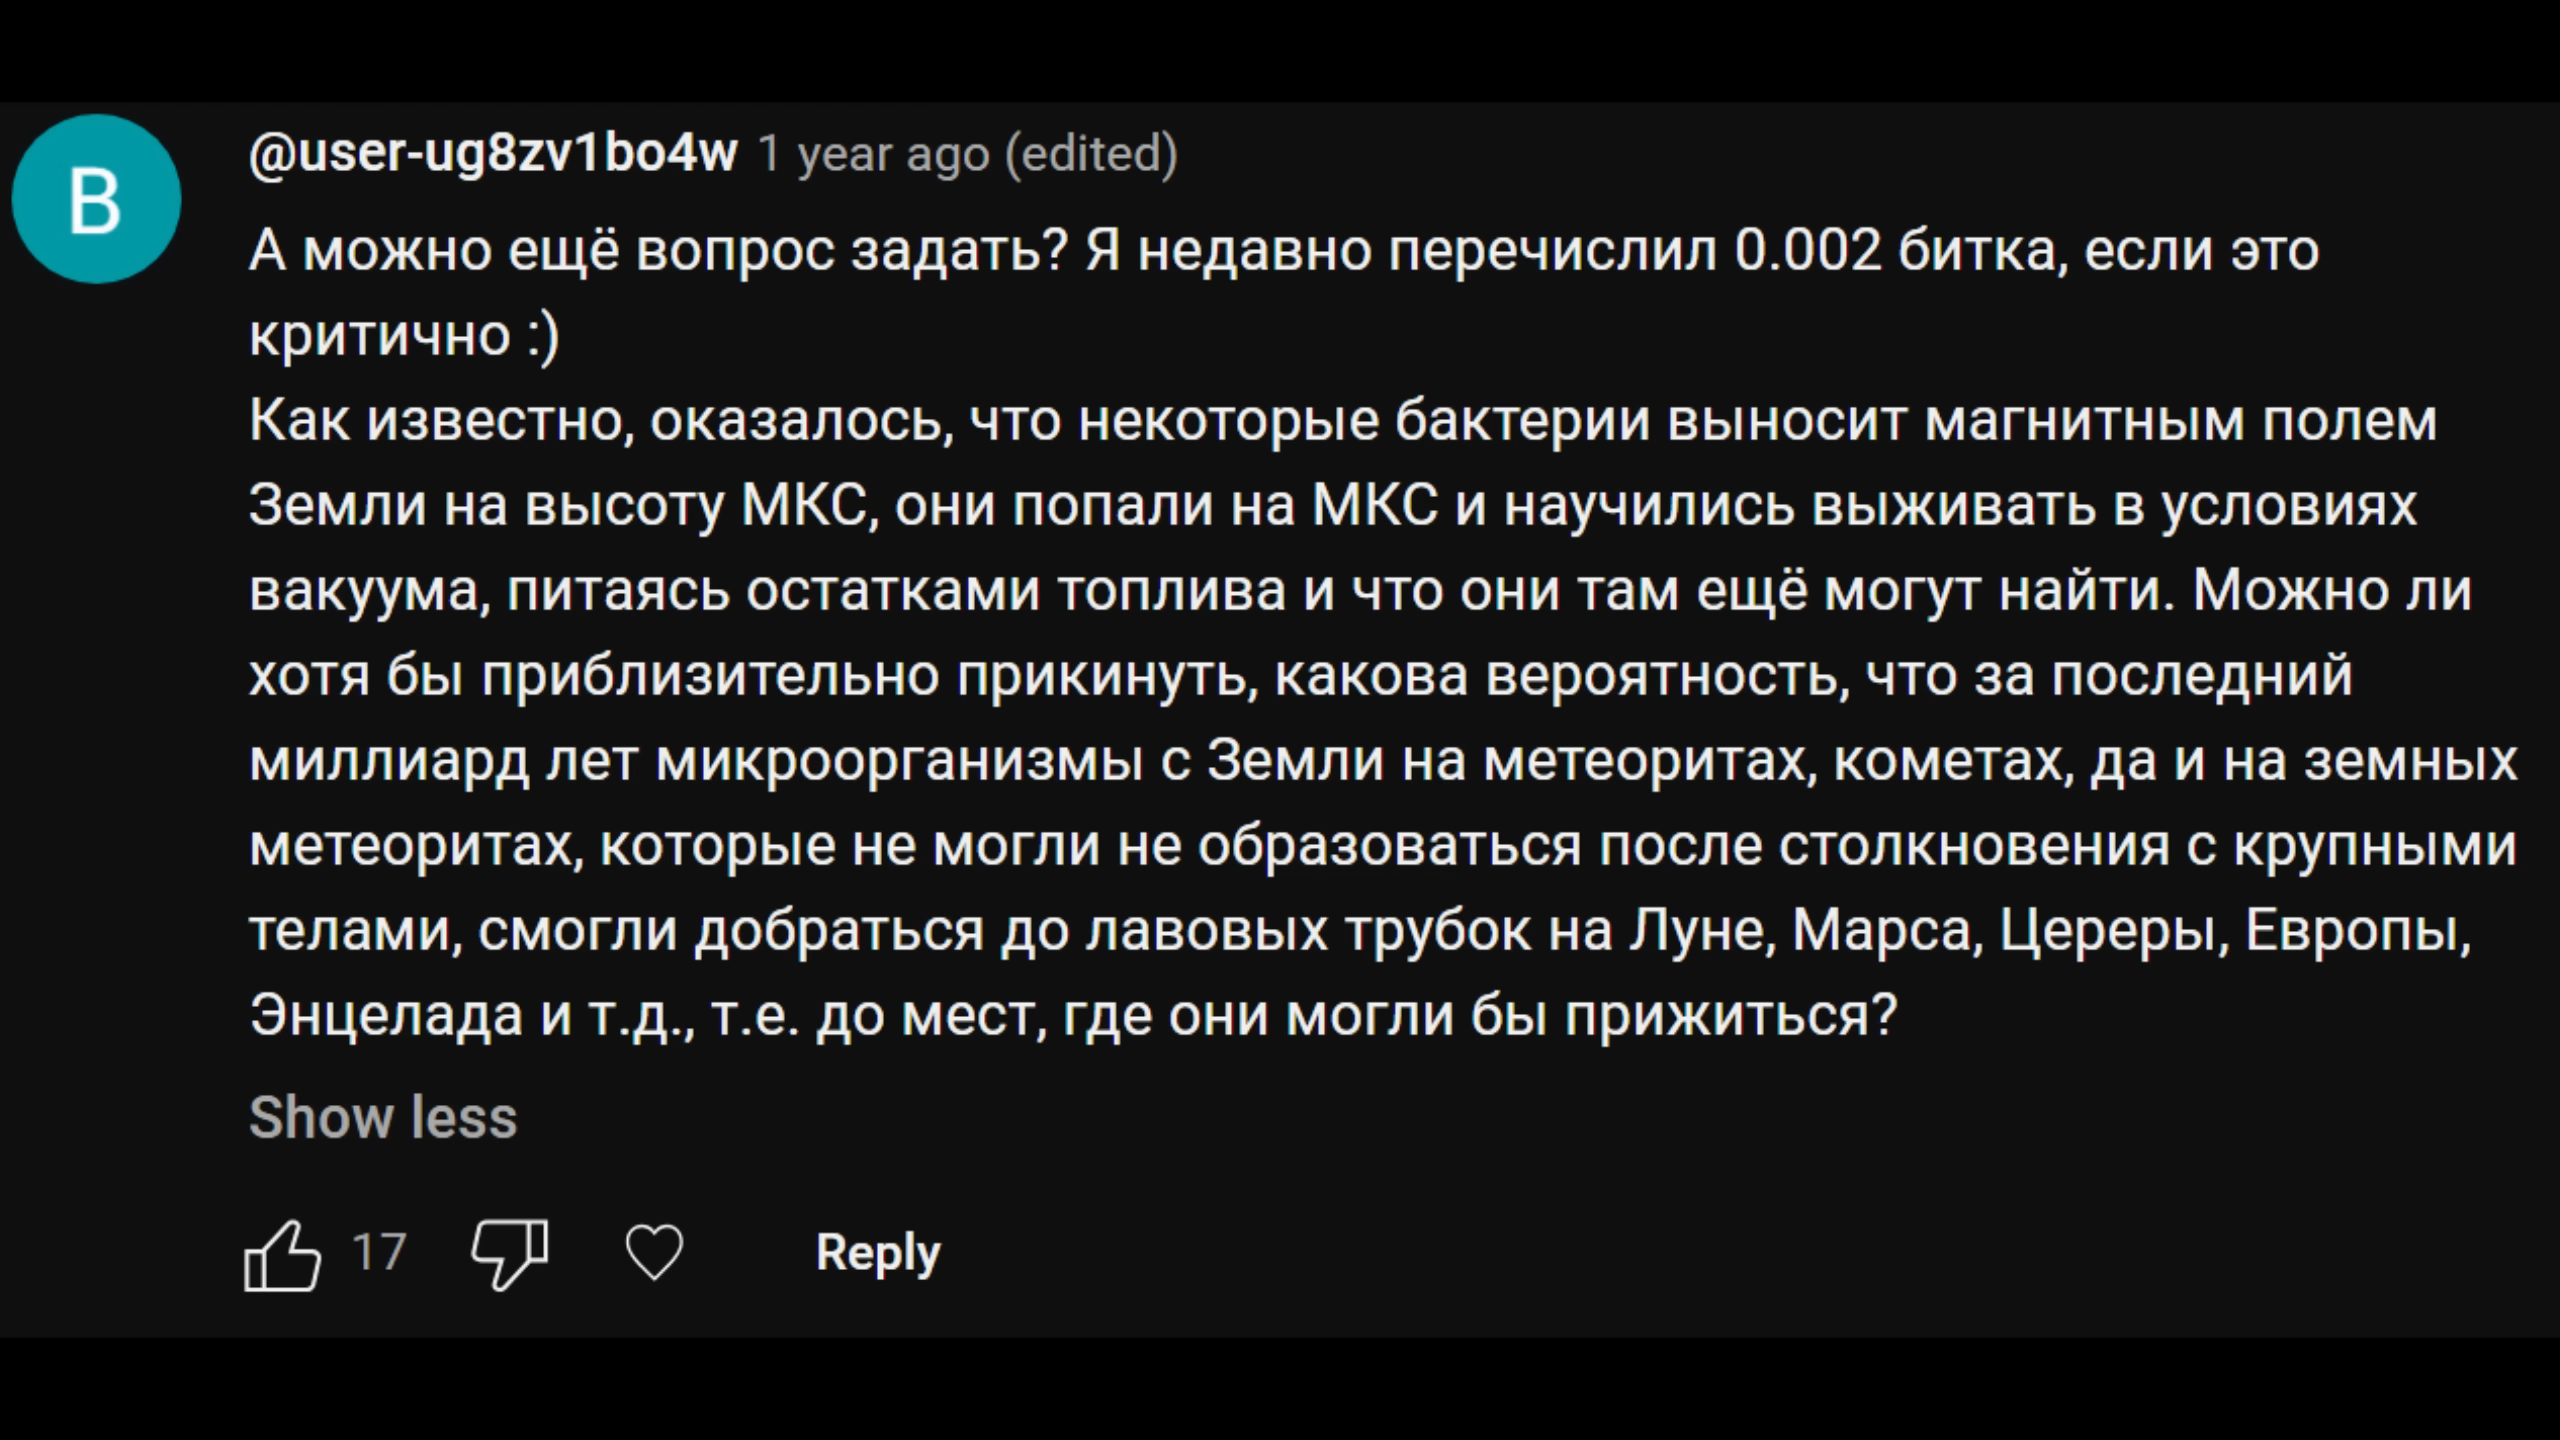 B
@user-ug8zv1bo4w 1 year ago (edited)
А можно ещё вопрос задать? Я недавно перечислил 0.002 битка, если это
критично :)
Как известно, оказалось, что некоторые бактерии выносит магнитным полем
Земли на высоту МКС, они попали на МКС и научились выживать в условиях
вакуума, питаясь остатками топлива и что они там ещё могут найти. Можно ли
хотя бы приблизительно прикинуть, какова вероятность, что за последний
миллиард лет микроорганизмы с Земли на метеоритах, кометах, да и на земных
метеоритах, которые не могли не образоваться после столкновения с крупными
телами, смогли добраться до лавовых трубок на Луне, Марса, Цереры, Европы,
Энцелада и т.д., т.е. до мест, где они могли бы прижиться?
Show less
17 Reply